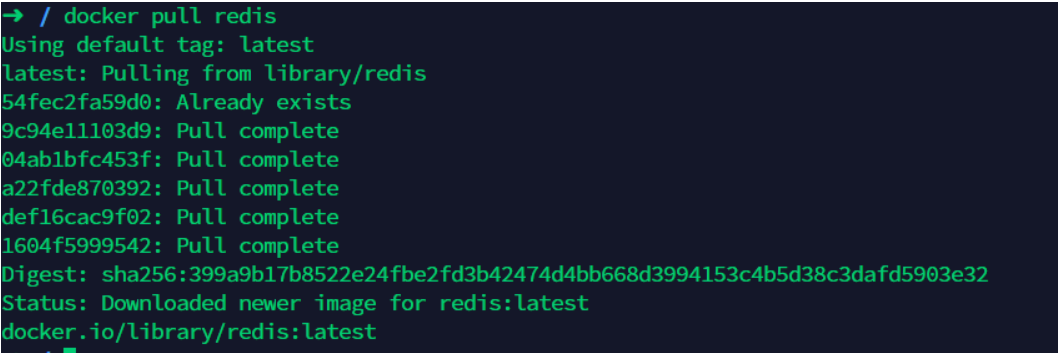 ➜ / docker pull redis
Using default tag: latest
latest: Pulling from library/redis
54fec2fa59d0: Already exists
9c94e11103d9: Pull complete
04ab1bfc453f: Pull complete
a22fde870392: Pull complete
def16cac9f02: Pull complete
1604f5999542: Pull complete
Digest: sha256:399a9b17b8522e24fbe2fd3b42474d4bb668d3994153c4b5d38c3dafd5903e32
Status: Downloaded newer image for redis:latest
docker.io/library/redis:latest